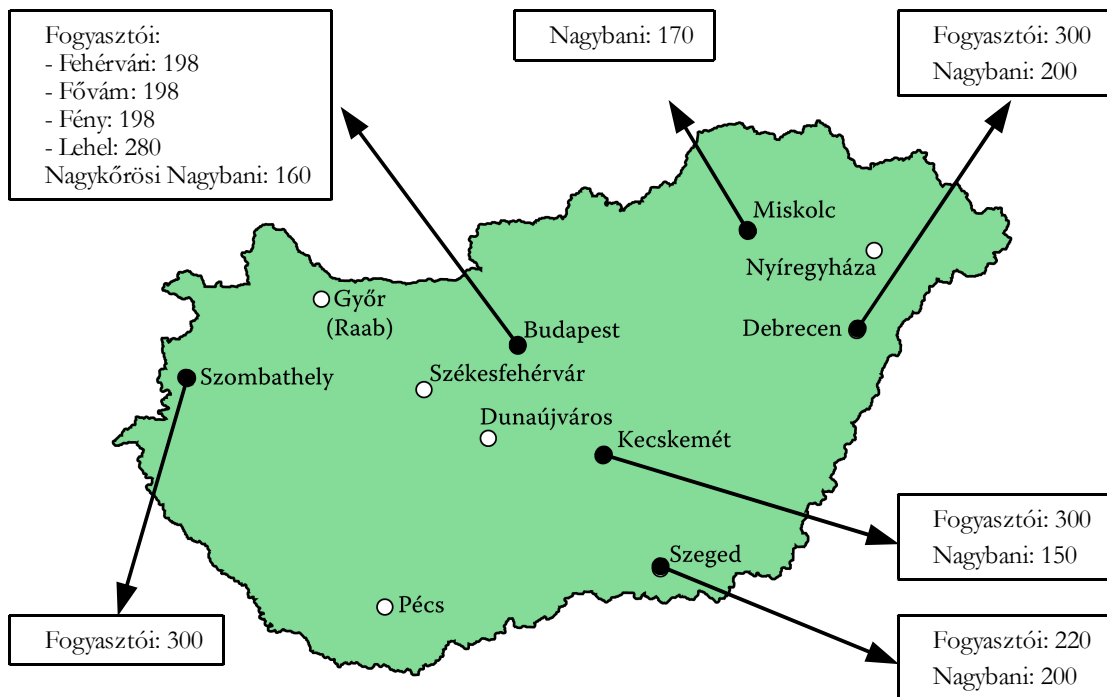 Fogyasztói:
- Fehérvári: 198
- Fővám: 198
- Fény: 198
- Lehel: 280
Nagykőrösi Nagybani: 160
Nagybani: 170
Fogyasztói: 300
Nagybani: 200
Miskolc
Nyíregyháza
Győr
(Raab)
Budapest
Debrecen
Szombathely
Székesfehérvár
Dunaújváros
Kecskemét
Fogyasztói: 300
Nagybani: 150
Szeged
Pécs
Fogyasztói: 300
Fogyasztói: 220
Nagybani: 200